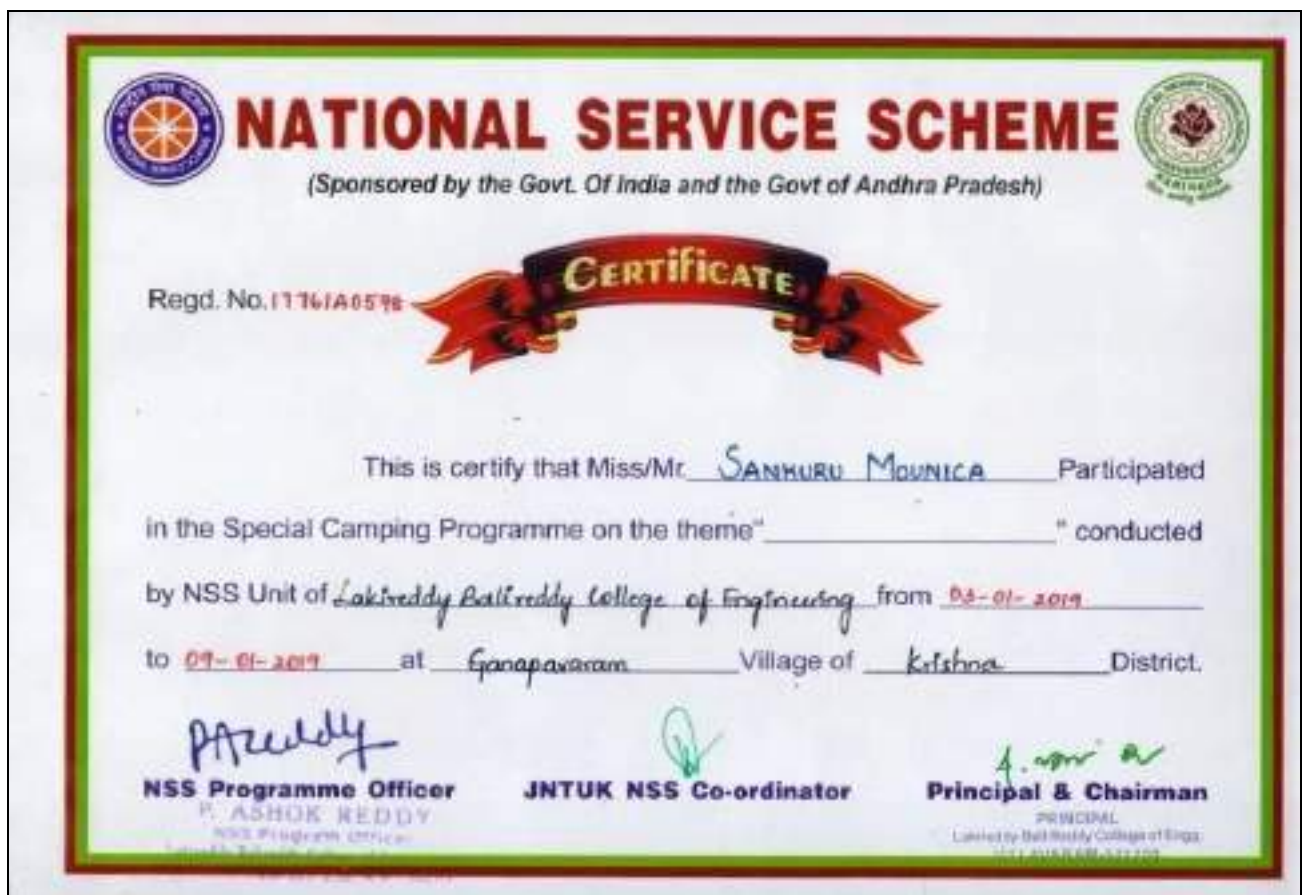 NATIONAL SERVICE SCHEME
(Sponsored by the Govt. Of India and the Govt of Andhra Pradesh)
CERTIFICATE
Regd. No.
This is certify that Miss/Mr. SANKURU MOUNICA Participated
in the Special Camping Programme on the theme“ ” conducted
by NSS Unit of Lakireddy Balireddy College of Engineering from 03-01-2019
to 09-01-2019 at Ganapavaram Village of Krishna District.
PAReddy
NSS Programme Officer JNTUK NSS Co-ordinator Principal & Chairman
P. ASHOK REDDY PRINCIPAL
NSS Program Officer